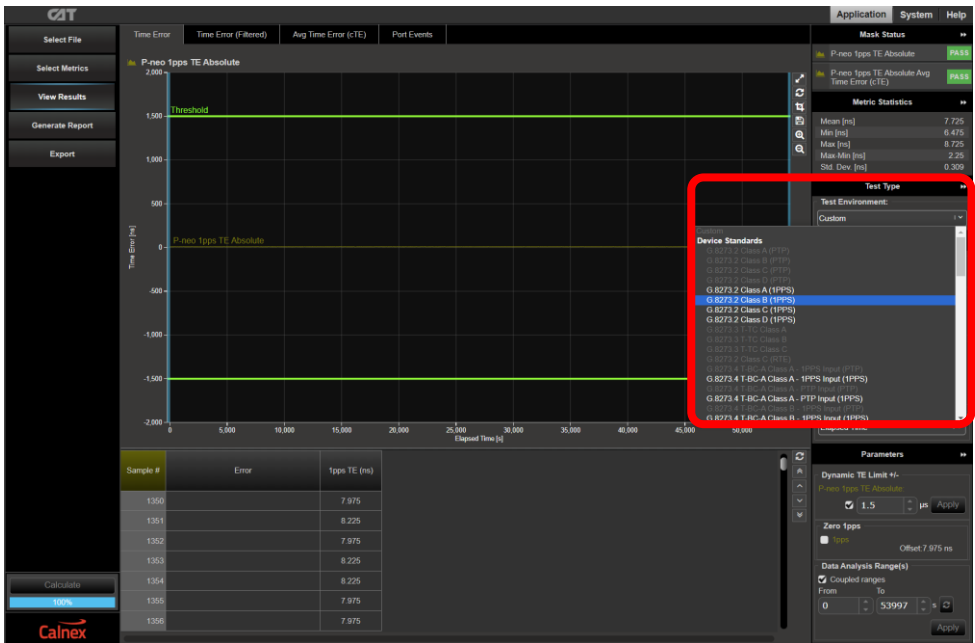 CAT
Application System Help
Select File
Select Metrics
View Results
Generate Report
Export
Time Error
Time Error (Filtered)
Avg Time Error (cTE)
Port Events
P-neo 1pps TE Absolute
2,000
1,500
1,000
500
0
-500
-1,000
-1,500
-2,000
Time Error [ns]
Threshold
P-neo 1pps TE Absolute
0 5,000 10,000 15,000 20,000 25,000 30,000 35,000 40,000 45,000 50,000
Elapsed Time [s]
Mask Status
P-neo 1pps TE Absolute PASS
P-neo 1pps TE Absolute Avg
Time Error (cTE) PASS
Metric Statistics
Mean [ns] 7.725
Min [ns] 6.475
Max [ns] 8.725
Max-Min [ns] 2.25
Std. Dev. [ns] 0.309
Test Type
Test Environment:
Custom
Custom
Device Standards
G.8273.2 Class A (PTP)
G.8273.2 Class B (PTP)
G.8273.2 Class C (PTP)
G.8273.2 Class D (PTP)
G.8273.2 Class A (1PPS)
G.8273.2 Class B (1PPS)
G.8273.2 Class C (1PPS)
G.8273.2 Class D (1PPS)
G.8273.3 T-TC Class A
G.8273.3 T-TC Class B
G.8273.3 T-TC Class C
G.8273.2 Class C (RTE)
G.8273.4 T-BC-A Class A - 1PPS Input (PTP)
G.8273.4 T-BC-A Class A - 1PPS Input (1PPS)
G.8273.4 T-BC-A Class A - PTP Input (PTP)
G.8273.4 T-BC-A Class A - PTP Input (1PPS)
G.8273.4 T-BC-A Class B - 1PPS Input (PTP)
G.8273.4 T-BC-A Class B - 1PPS Input (1PPS)
Elapsed Time
Parameters
Dynamic TE Limit +/-
P-neo 1pps TE Absolute:
1.5 µs Apply
Zero 1pps
1pps
Offset:7.975 ns
Data Analysis Range(s)
Coupled ranges
From To
0 53997 s
Apply
Sample # Error 1pps TE (ns)
1350 7.975
1351 8.225
1352 7.975
1353 8.225
1354 8.225
1355 7.975
1356 7.975
Calculate
100%
Calnex